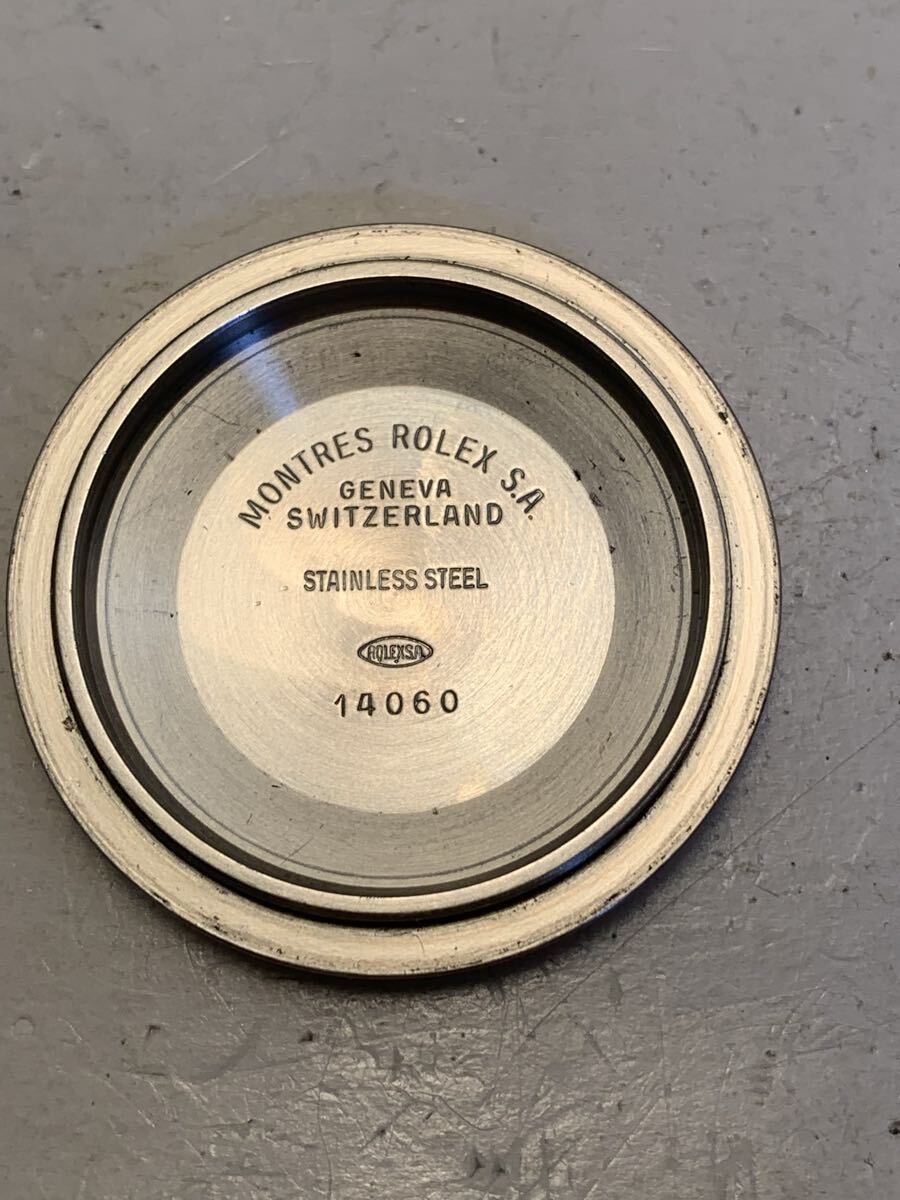 MONTRES ROLEX S.A.
GENEVA
SWITZERLAND
STAINLESS STEEL
ROLEXSA
14060